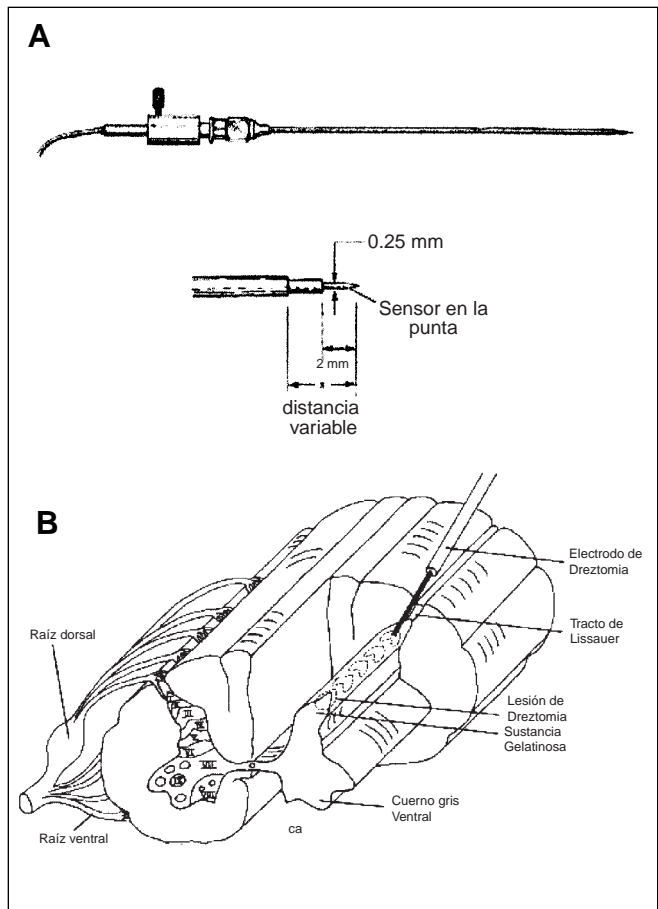 A
0.25 mm
Sensor en la
punta
2 mm
distancia
variable
B
Electrodo de
Dreztomia
Raíz dorsal
Tracto de
Lissauer
Lesión de
Dreztomia
Sustancia
Gelatinosa
Cuerno gris
Ventral
ca
Raíz ventral